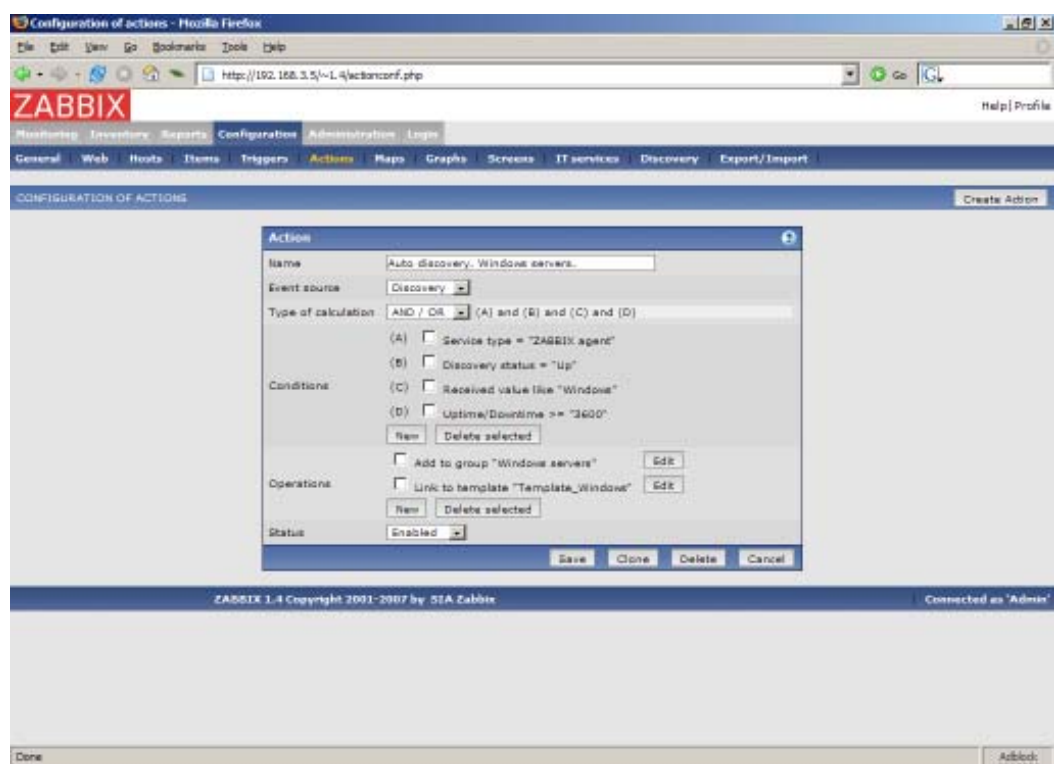 Configuration of actions - Mozilla Firefox
File Edit View Go Bookmarks Tools Help
http://192.168.3.5/~1.4/actionconf.php Go
ZABBIX Help | Profile
Monitoring Inventory Reports Configuration Administration Login
General Web Hosts Items Triggers Actions Maps Graphs Screens IT services Discovery Export/Import
CONFIGURATION OF ACTIONS Create Action
Action
Name Auto discovery. Windows servers.
Event source Discovery
Type of calculation AND / OR (A) and (B) and (C) and (D)
(A) Service type = "ZABBIX agent"
(B) Discovery status = "Up"
Conditions (C) Received value like "Windows"
(D) Uptime/Downtime >= "3600"
New Delete selected
Add to group "Windows servers" Edit
Operations Link to template "Template_Windows" Edit
New Delete selected
Status Enabled
Save Clone Delete Cancel
ZABBIX 1.4 Copyright 2001-2007 by SIA Zabbix Connected as 'Admin'
Done Adblock